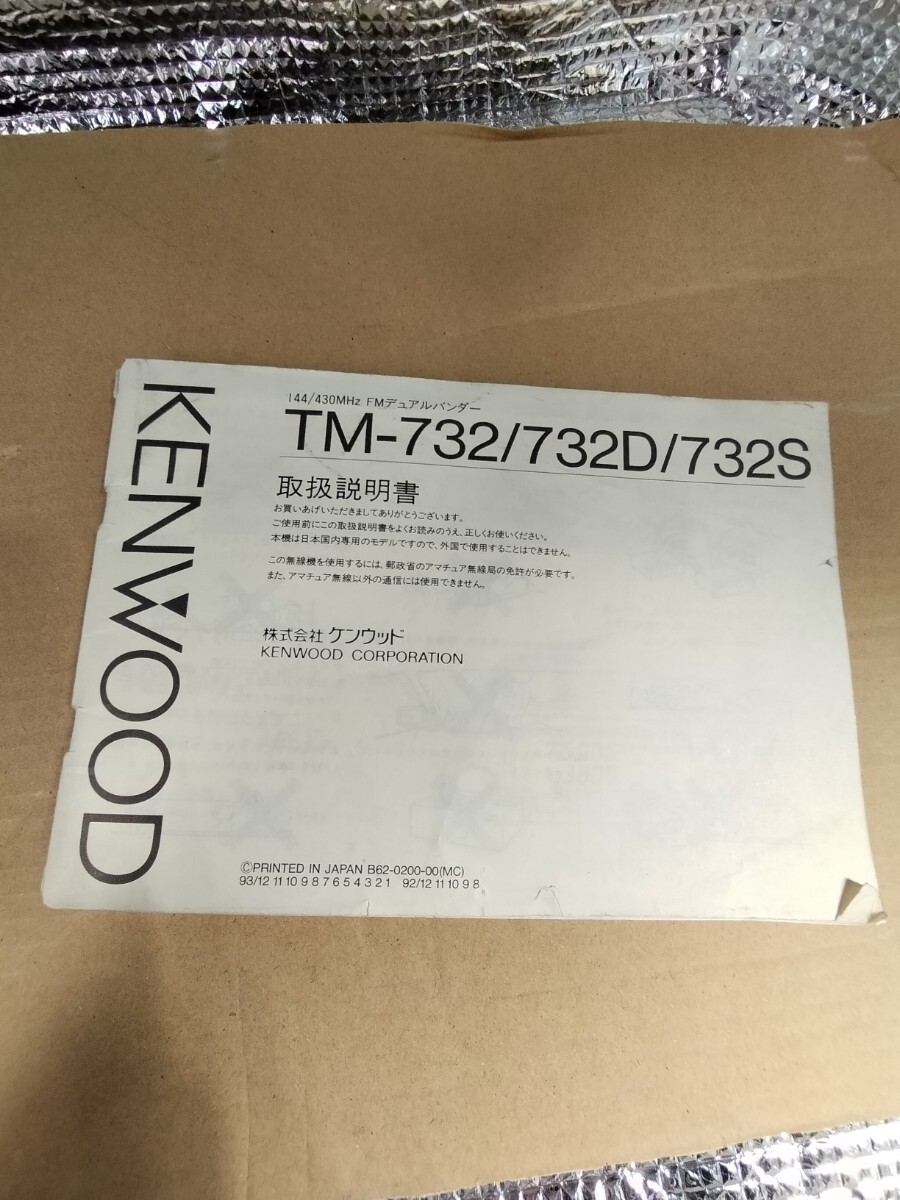 KENWOOD
144/430MHz FMデュアルバンダー
TM-732/732D/732S
取扱説明書
お買いあげいただきましてありがとうございます。
ご使用前にこの取扱説明書をよくお読みのうえ、正しくお使いください。
本機は日本国内専用のモデルですので、外国で使用することはできません。
この無線機を使用するには、郵政省のアマチュア無線局の免許が必要です。
また、アマチュア無線以外の通信には使用できません。
株式会社 ケンウッド
KENWOOD CORPORATION
©PRINTED IN JAPAN B62-0200-00(MC)
93/12 11 10 9 8 7 6 5 4 3 2 1 92/12 11 10 9 8